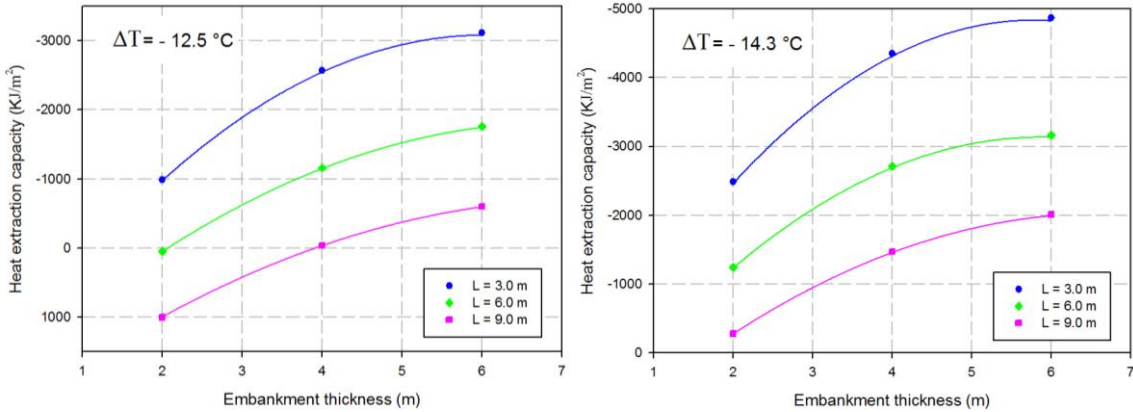 ΔT= - 12.5 °C
Heat extraction capacity (KJ/m²)
-3000
-2000
-1000
0
1000
L = 3.0 m
L = 6.0 m
L = 9.0 m
1 2 3 4 5 6 7
Embankment thickness (m)
ΔT= - 14.3 °C
Heat extraction capacity (KJ/m²)
-5000
-4000
-3000
-2000
-1000
0
L = 3.0 m
L = 6.0 m
L = 9.0 m
1 2 3 4 5 6 7
Embankment thickness (m)